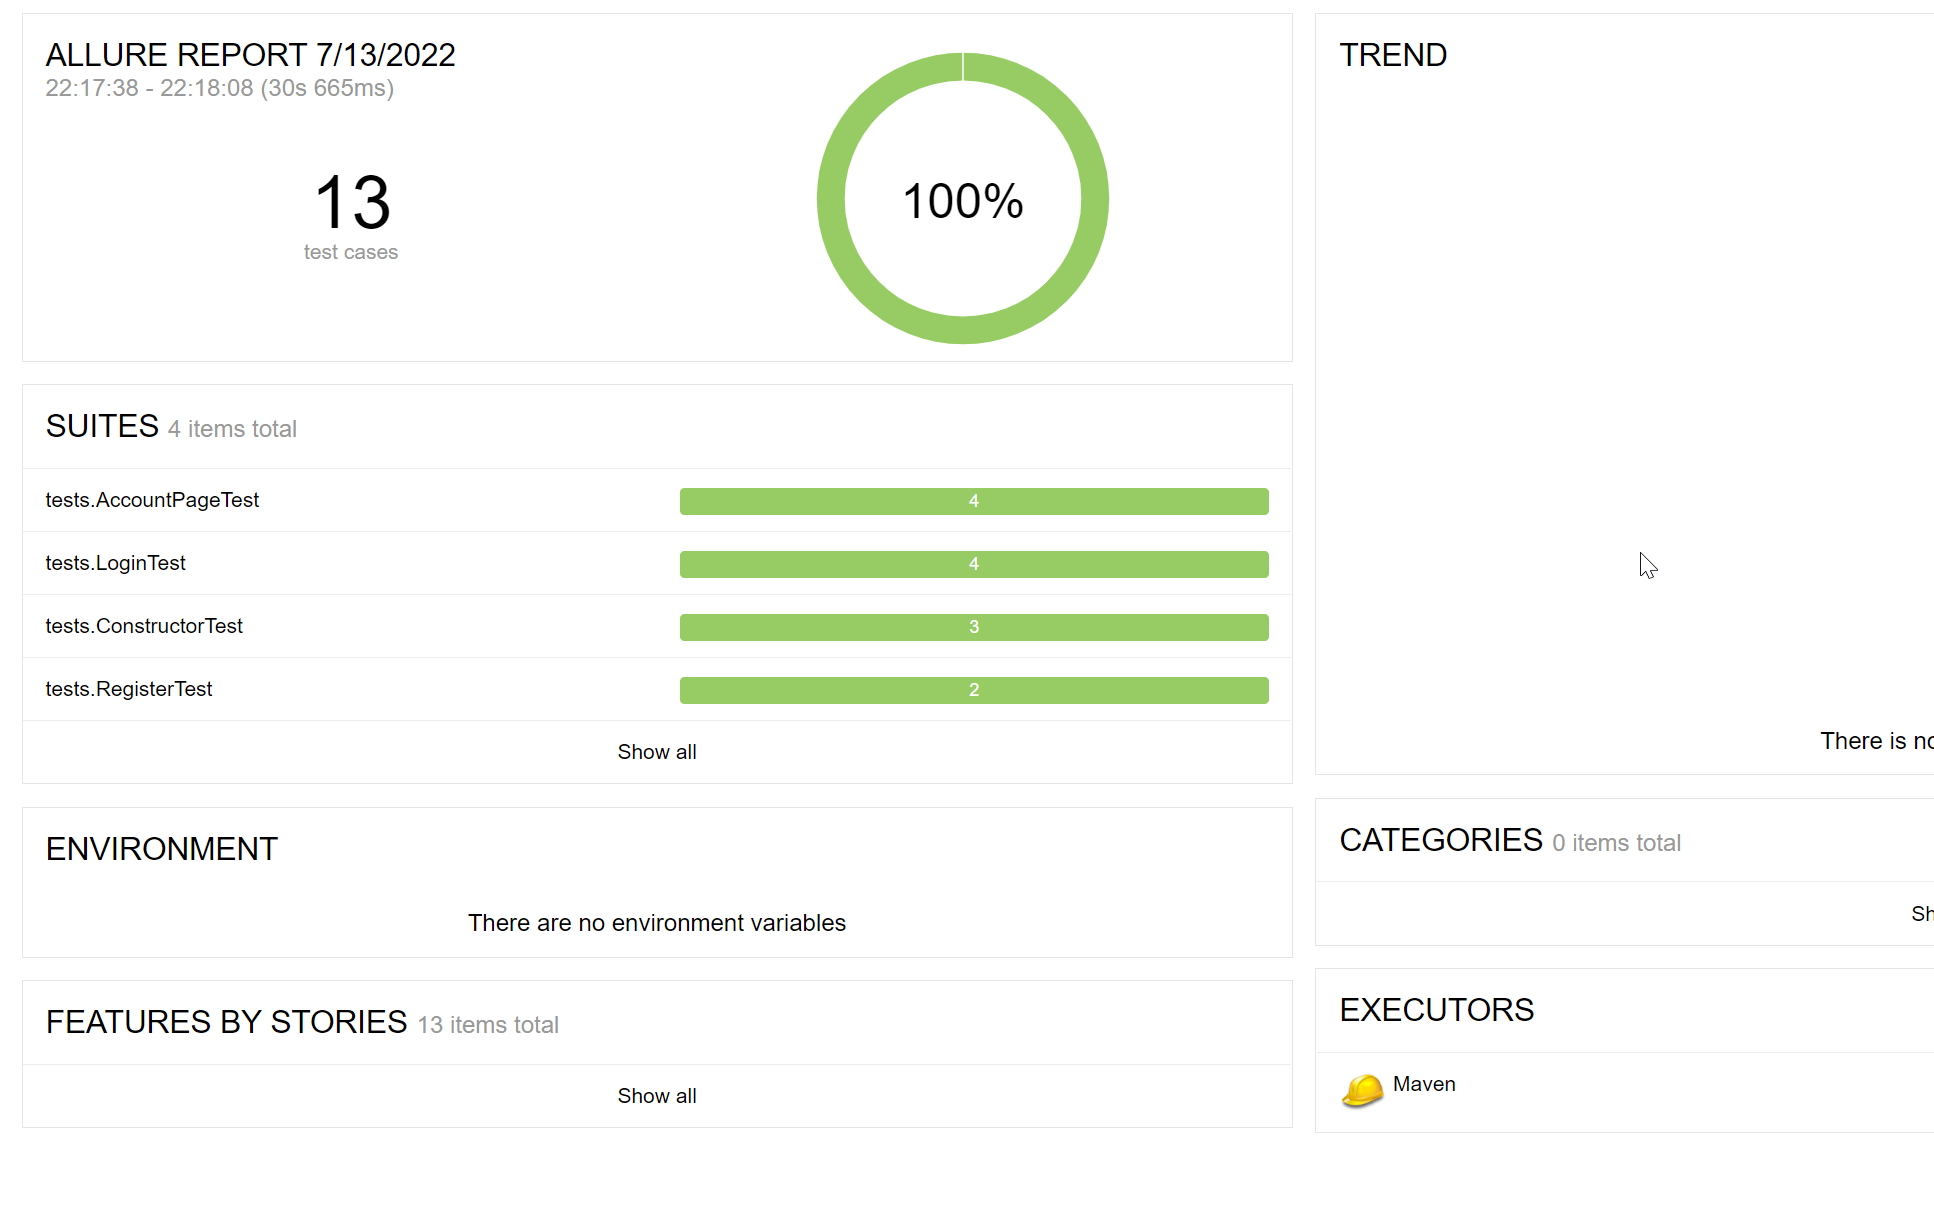 ALLURE REPORT 7/13/2022
22:17:38 - 22:18:08 (30s 665ms)
13
test cases
100%
SUITES 4 items total
tests.AccountPageTest 4
tests.LoginTest 4
tests.ConstructorTest 3
tests.RegisterTest 2
Show all
ENVIRONMENT
There are no environment variables
FEATURES BY STORIES 13 items total
Show all
TREND
There is
CATEGORIES 0 items total
EXECUTORS
Maven